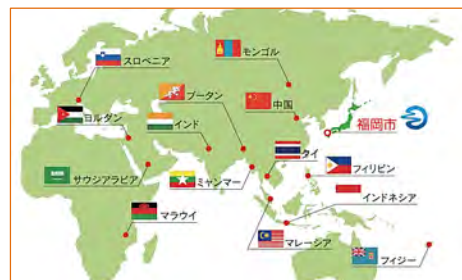 モンゴル
スロベニア
ブータン
中国
ヨルダン
インド
福岡市
タイ
フィリピン
サウジアラビア
ミャンマー
インドネシア
マラウイ
マレーシア
フィジー